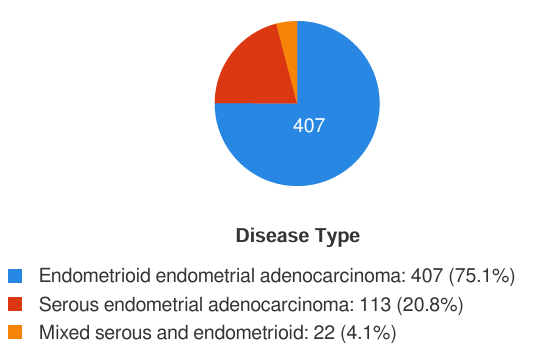 407
Disease Type
Endometrioid endometrial adenocarcinoma: 407 (75.1%)
Serous endometrial adenocarcinoma: 113 (20.8%)
Mixed serous and endometrioid: 22 (4.1%)